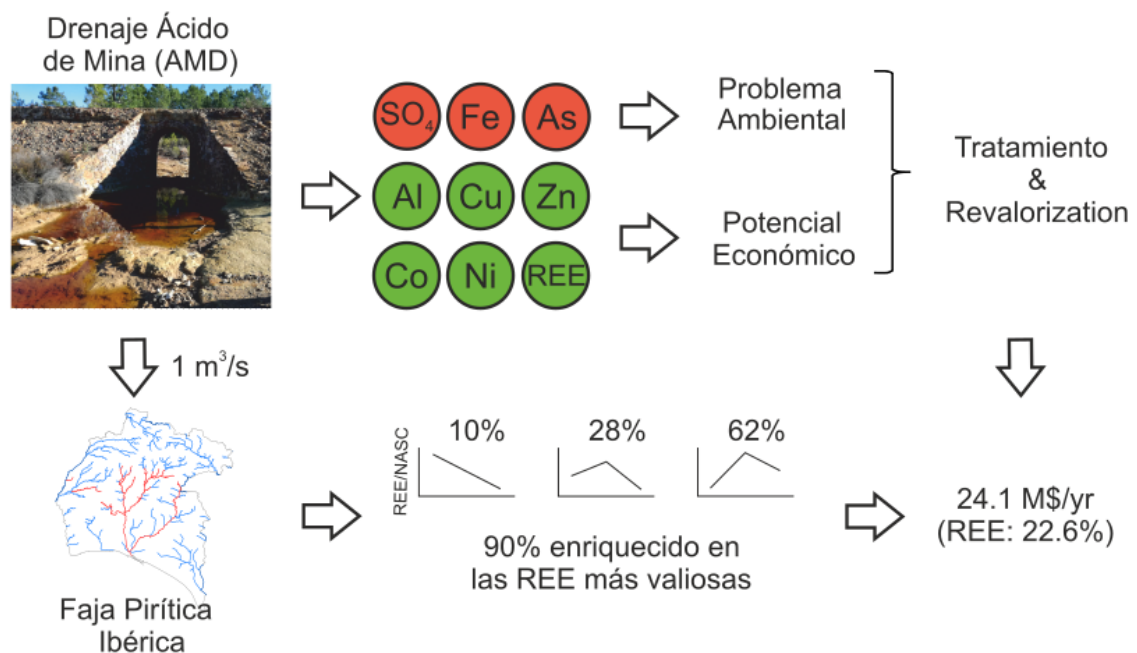 Drenaje Ácido
de Mina (AMD)
SO₄ Fe As
Al Cu Zn
Co Ni REE
Problema
Ambiental
Potencial
Económico
Tratamiento
&
Revalorization
1 m³/s
Faja Pirítica
Ibérica
REE/NASC
10% 28% 62%
90% enriquecido en
las REE más valiosas
24.1 M$/yr
(REE: 22.6%)